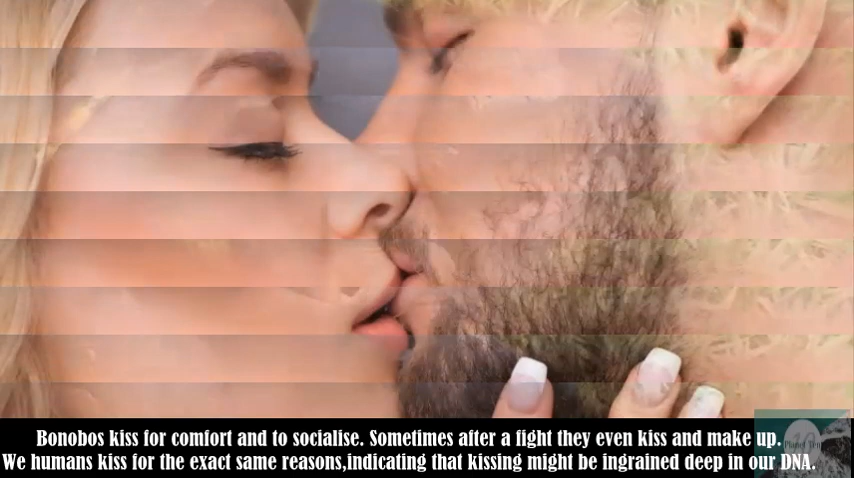 Bonobos kiss for comfort and to socialise. Sometimes after a fight they even kiss and make up.
We humans kiss for the exact same reasons,indicating that kissing might be ingrained deep in our DNA.
Planet